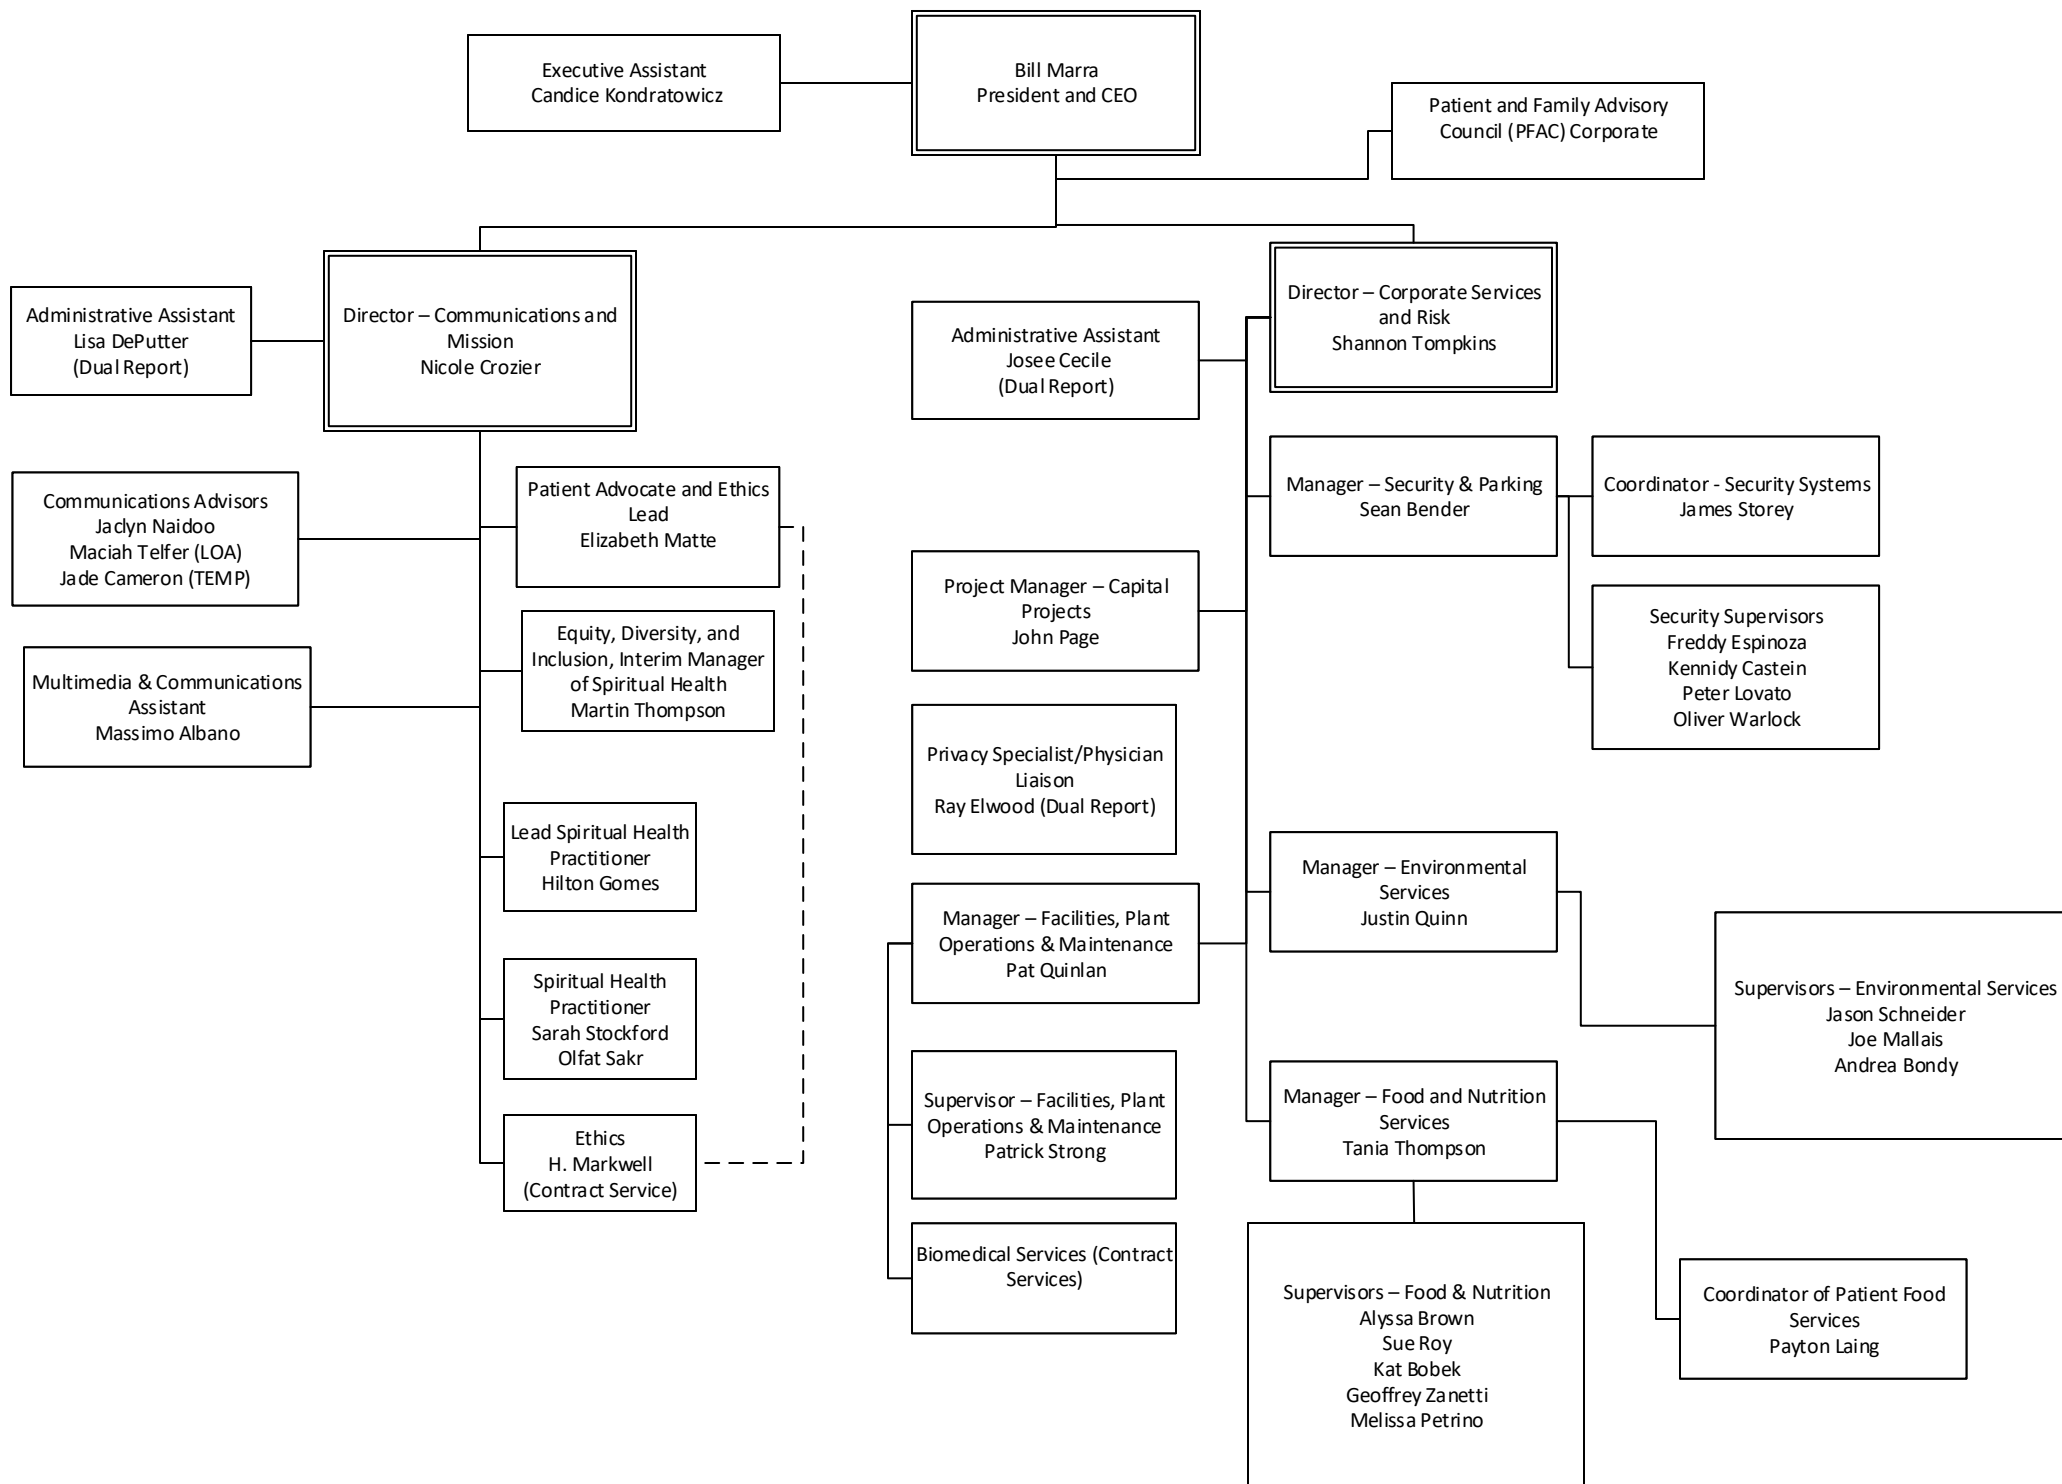 Executive Assistant
Candice Kondratowicz
Bill Marra
President and CEO
Patient and Family Advisory
Council (PFAC) Corporate
Administrative Assistant
Lisa DePutter
(Dual Report)
Director – Communications and
Mission
Nicole Crozier
Communications Advisors
Jaclyn Naidoo
Maciah Telfer (LOA)
Jade Cameron (TEMP)
Multimedia & Communications
Assistant
Massimo Albano
Patient Advocate and Ethics
Lead
Elizabeth Matte
Equity, Diversity, and
Inclusion, Interim Manager
of Spiritual Health
Martin Thompson
Lead Spiritual Health
Practitioner
Hilton Gomes
Spiritual Health
Practitioner
Sarah Stockford
Olfat Sakr
Ethics
H. Markwell
(Contract Service)
Director – Corporate Services
and Risk
Shannon Tompkins
Administrative Assistant
Josee Cecile
(Dual Report)
Project Manager – Capital
Projects
John Page
Privacy Specialist/Physician
Liaison
Ray Elwood (Dual Report)
Manager – Facilities, Plant
Operations & Maintenance
Pat Quinlan
Supervisor – Facilities, Plant
Operations & Maintenance
Patrick Strong
Biomedical Services (Contract
Services)
Manager – Security & Parking
Sean Bender
Coordinator - Security Systems
James Storey
Security Supervisors
Freddy Espinoza
Kennidy Castein
Peter Lovato
Oliver Warlock
Manager – Environmental
Services
Justin Quinn
Supervisors – Environmental Services
Jason Schneider
Joe Mallais
Andrea Bondy
Manager – Food and Nutrition
Services
Tania Thompson
Supervisors – Food & Nutrition
Alyssa Brown
Sue Roy
Kat Bobek
Geoffrey Zanetti
Melissa Petrino
Coordinator of Patient Food
Services
Payton Laing